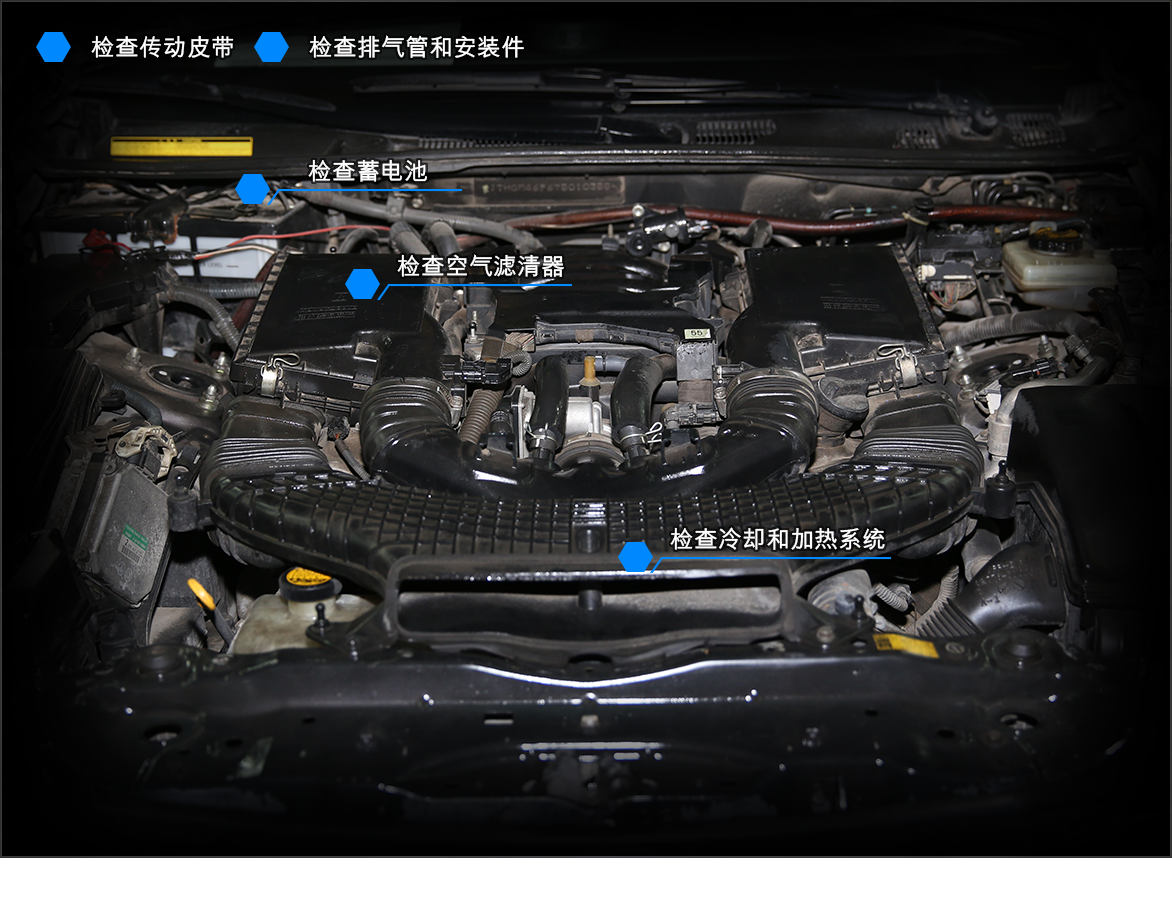 检查传动皮带
检查排气管和安装件
检查蓄电池
检查空气滤清器
55
检查冷却和加热系统